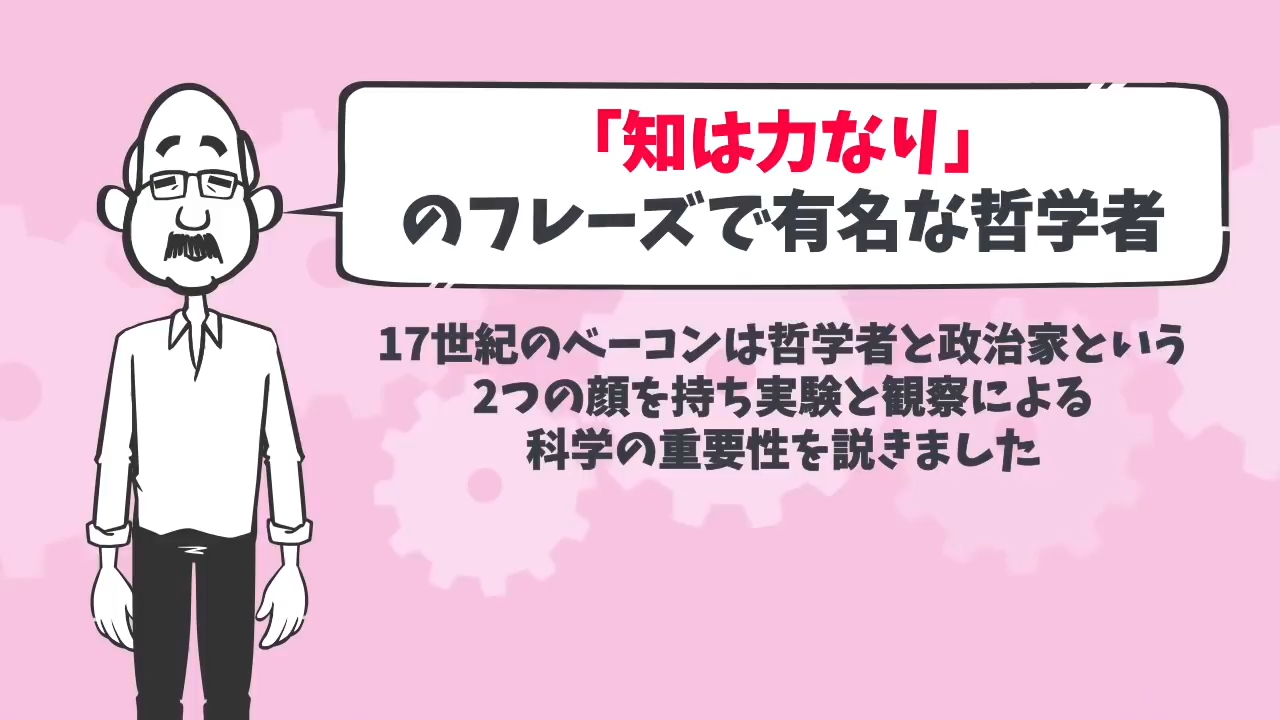 「知は力なり」
のフレーズで有名な哲学者
17世紀のベーコンは哲学者と政治家という
2つの顔を持ち実験と観察による
科学の重要性を説きました